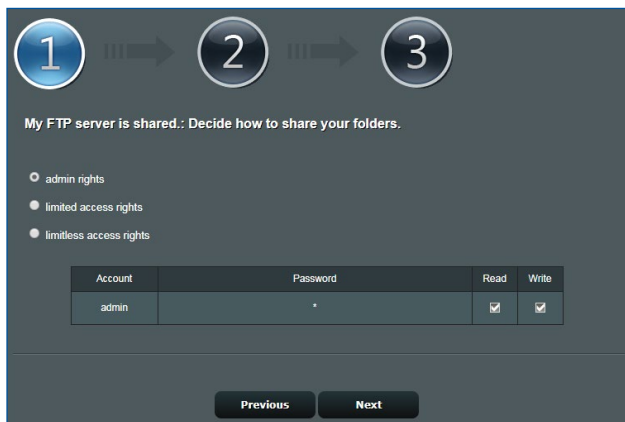 1 2 3
My FTP server is shared.: Decide how to share your folders.
admin rights
limited access rights
limitless access rights
Account Password Read Write
admin *
Previous Next